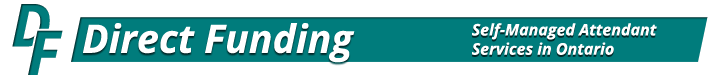 DF
Direct Funding
Self-Managed Attendant
Services in Ontario